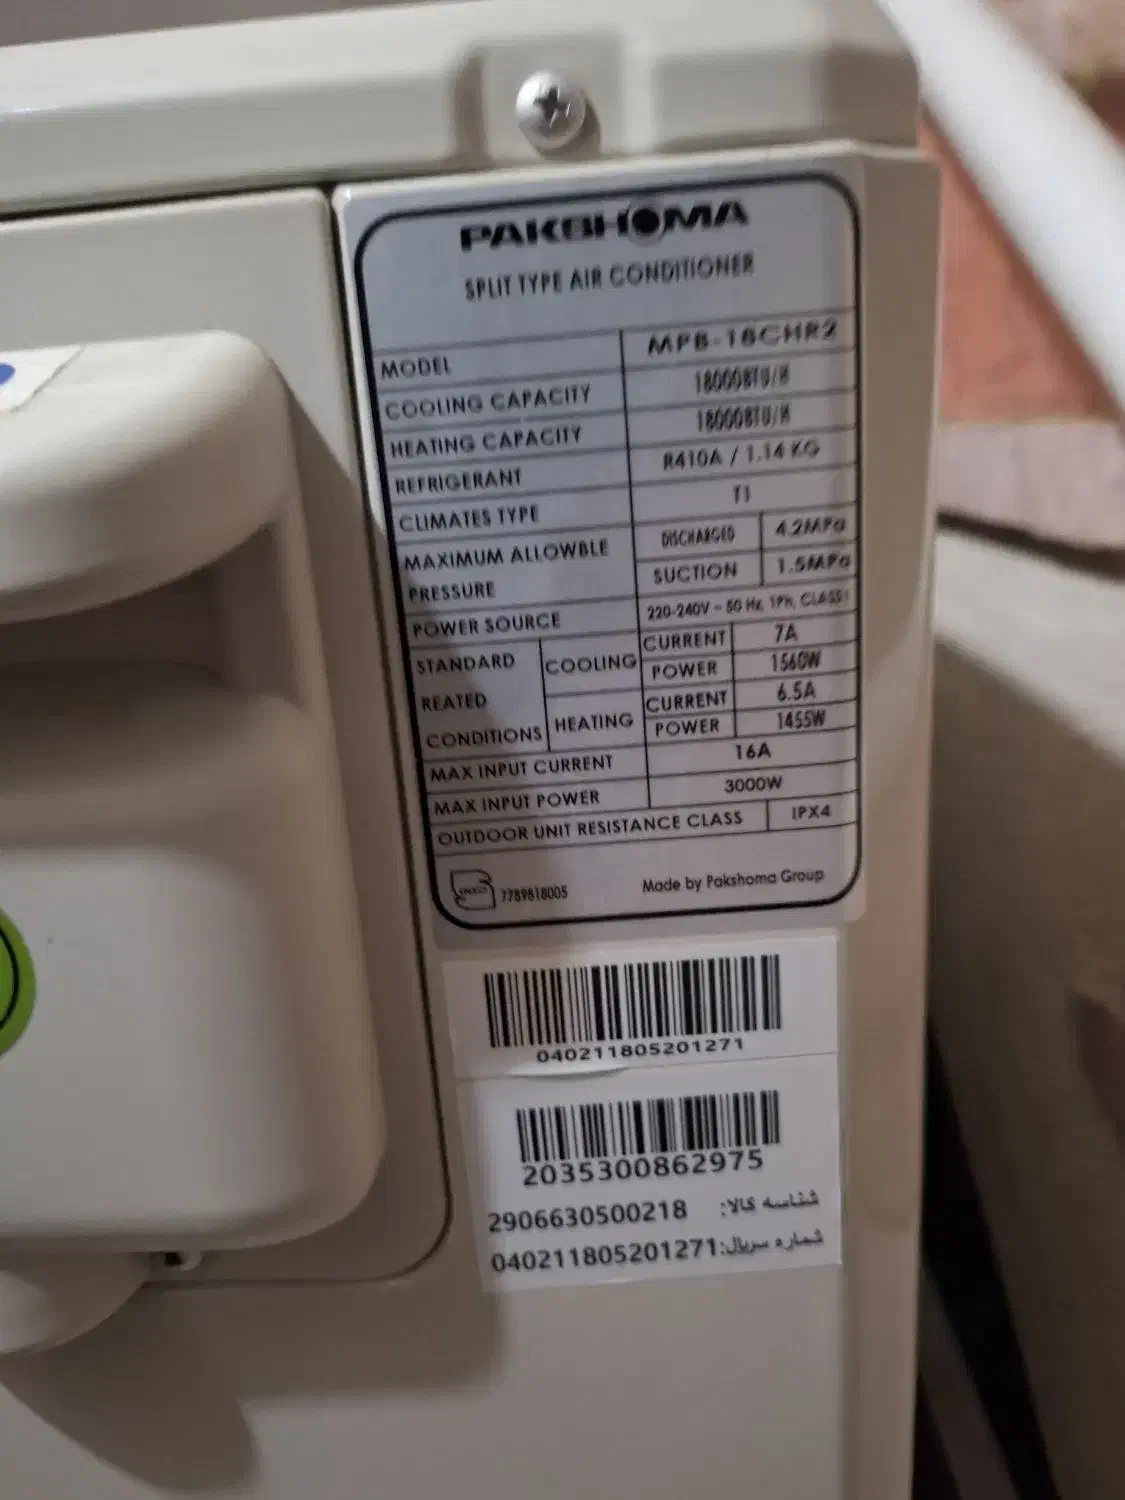 PAKSHOMA
SPLIT TYPE AIR CONDITIONER
MODEL MPB-18CHR2
COOLING CAPACITY 18000BTU/H
HEATING CAPACITY 18000BTU/H
REFRIGERANT R410A / 1.14 KG
CLIMATES TYPE T1
MAXIMUM ALLOWBLE PRESSURE DISCHARGED 4.2MPa
SUCTION 1.5MPa
POWER SOURCE 220-240V ~ 50 Hz, 1Ph, CLASS I
STANDARD REATED CONDITIONS COOLING CURRENT 7A
POWER 1560W
HEATING CURRENT 6.5A
POWER 1455W
MAX INPUT CURRENT 16A
MAX INPUT POWER 3000W
OUTDOOR UNIT RESISTANCE CLASS IPX4
7789818005 Made by Pakshoma Group
040211805201271
2035300862975
شناسه کالا: 2906630500218
شماره سریال: 040211805201271